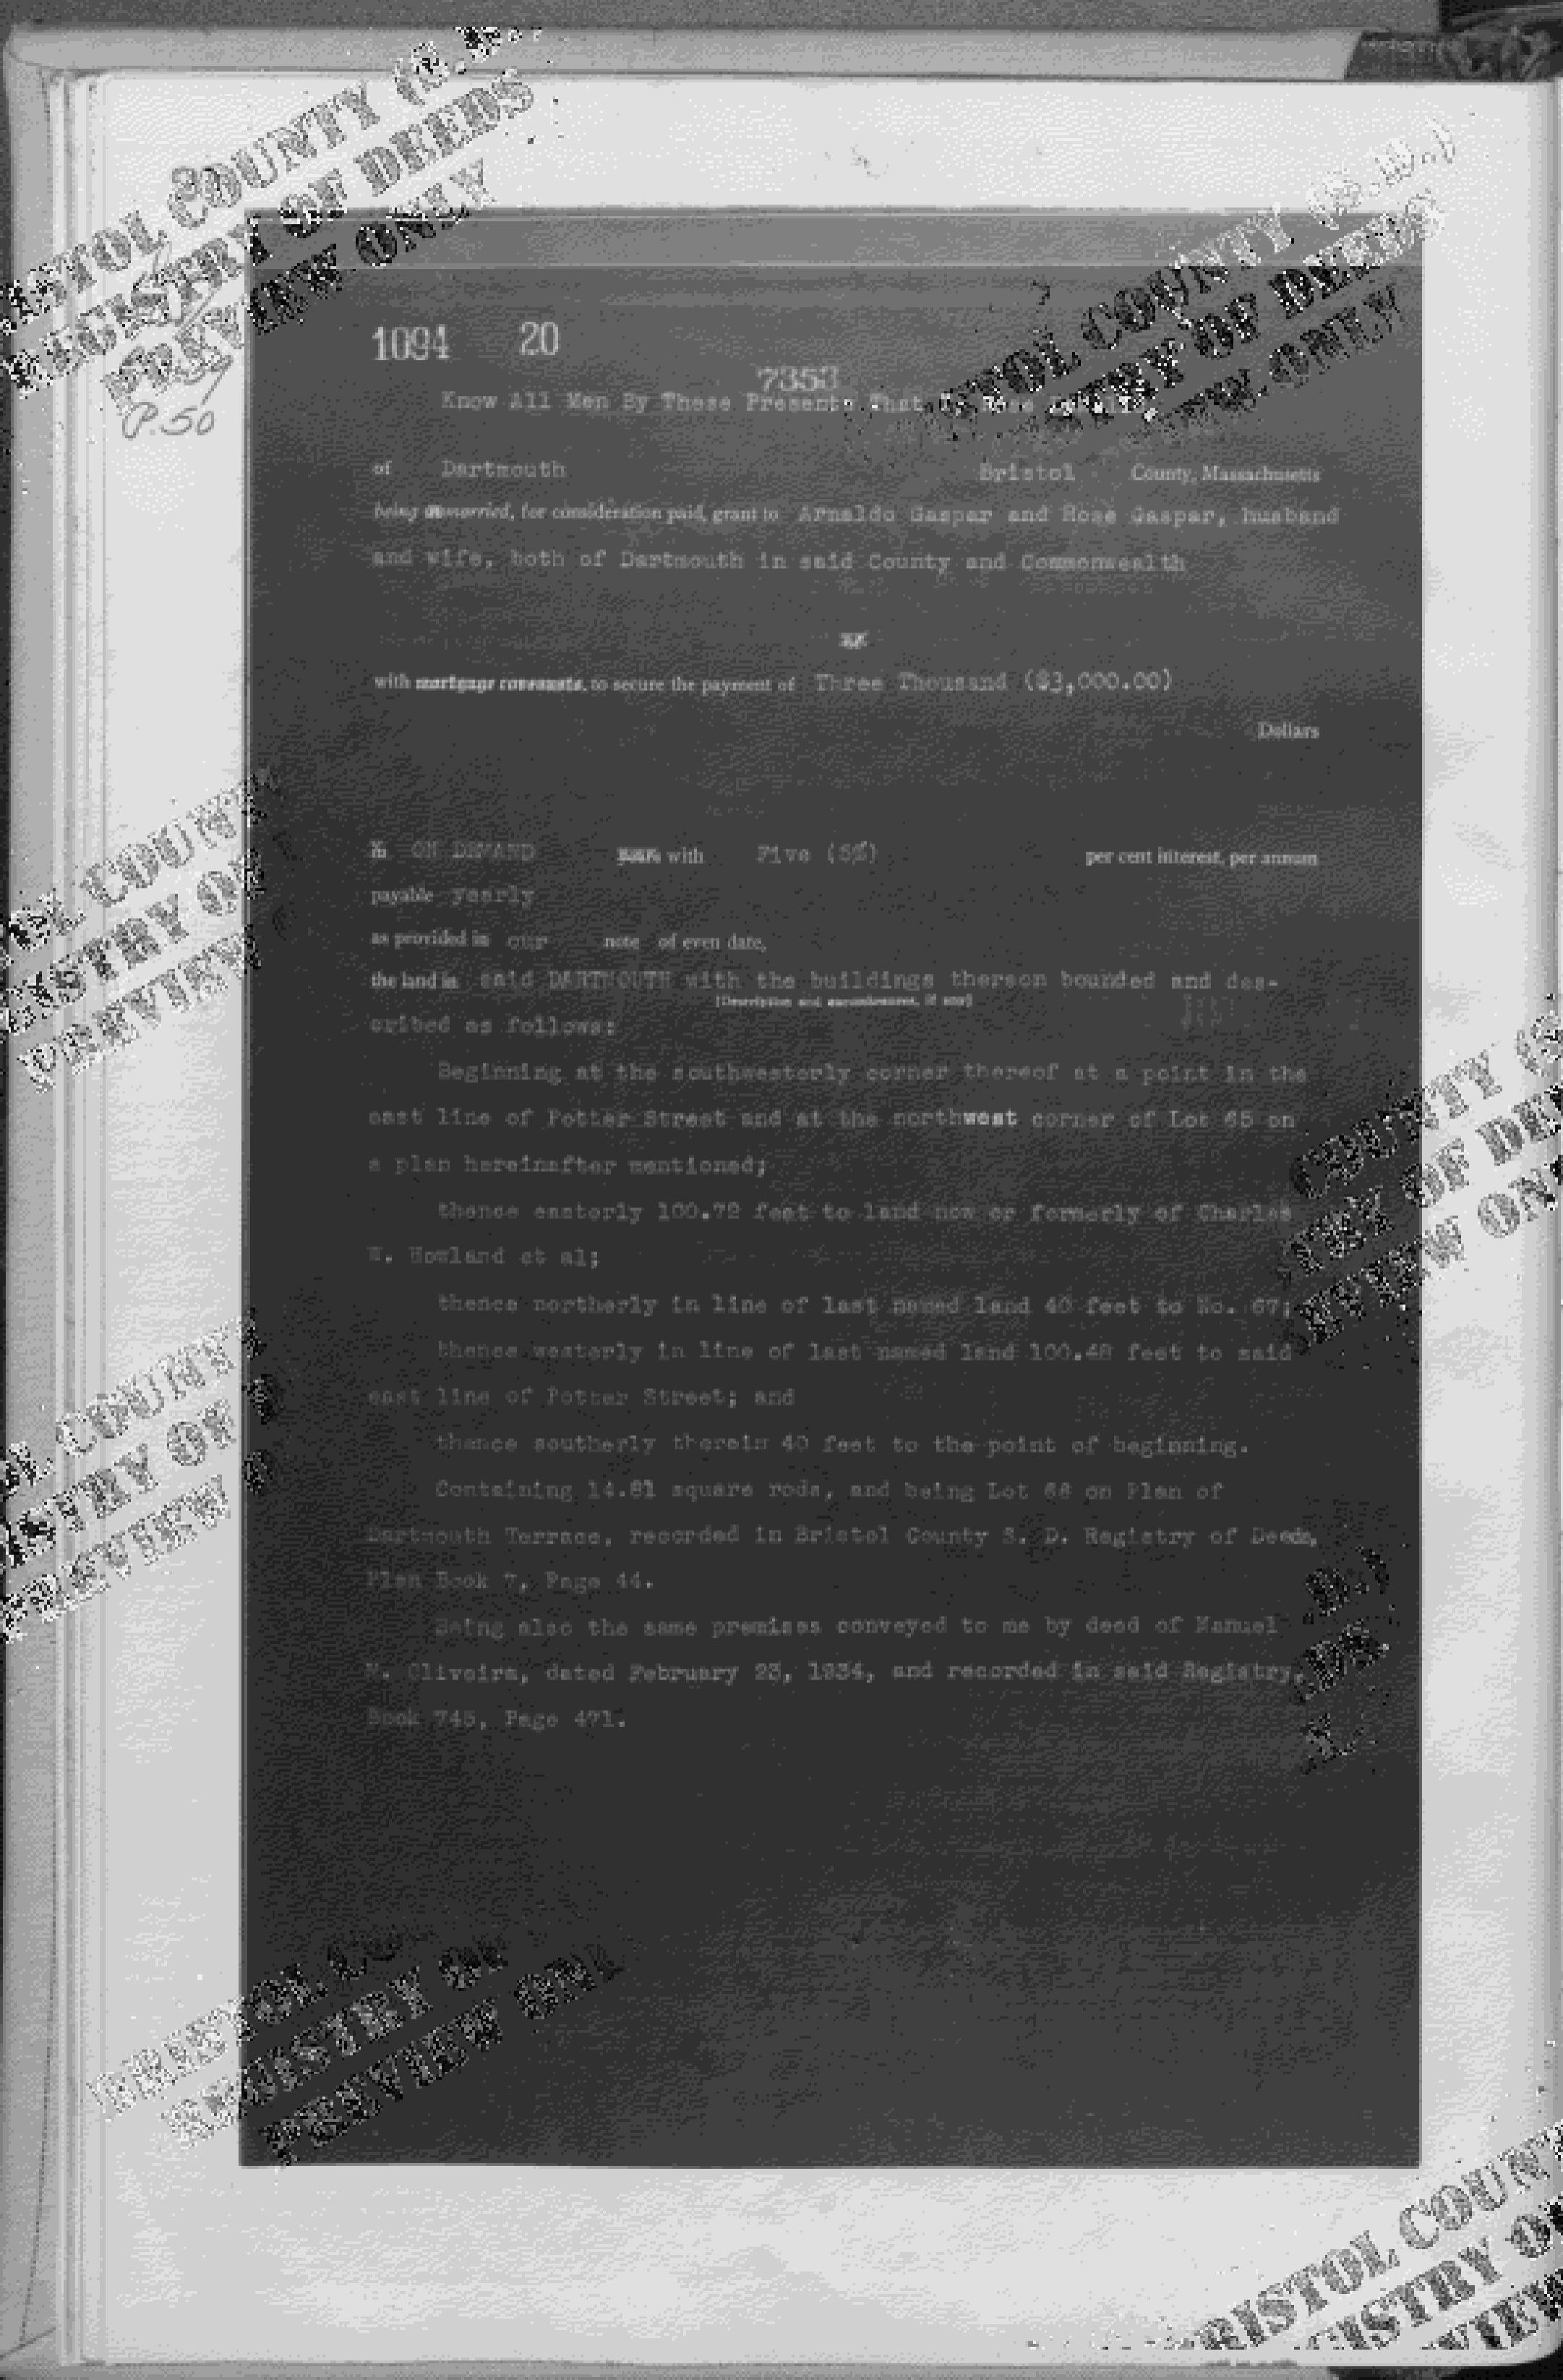 BRISTOL COUNTY (S.D.)
REGISTRY OF DEEDS
PREVIEW ONLY
P.50
1094 20
7353
Know All Men By These Presents That Rose
of Dartmouth Bristol County, Massachusetts
being married, for consideration paid, grant to Arnaldo Gaspar and Rose Gaspar, husband
and wife, both of Dartmouth in said County and Commonwealth
with mortgage covenants, to secure the payment of Three Thousand ($3,000.00)
Dollars
ON DEMAND with Five (5%) per cent interest, per annum
payable yearly
as provided in our note of even date,
the land in said DARTMOUTH with the buildings thereon bounded and des-
(Description and encumbrances, if any)
cribed as follows:
Beginning at the southwesterly corner thereof at a point in the
east line of Potter Street and at the northwest corner of Lot 65 on
a plan hereinafter mentioned;
thence easterly 100.72 feet to land now or formerly of Charles
W. Howland et al;
thence northerly in line of last named land 40 feet to No. 67;
thence westerly in line of last named land 100.48 feet to said
east line of Potter Street; and
thence southerly therein 40 feet to the point of beginning.
Containing 14.81 square rods, and being Lot 66 on Plan of
Dartmouth Terrace, recorded in Bristol County S. D. Registry of Deeds,
Plan Book 7, Page 44.
Being also the same premises conveyed to me by deed of Manuel
M. Oliveira, dated February 23, 1934, and recorded in said Registry,
Book 745, Page 471.